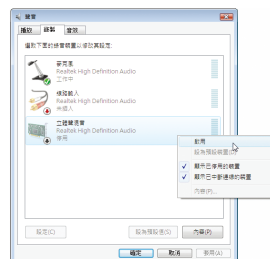 聲音
播放 錄製 音效
選取下面的錄音裝置以修改其設定:
麥克風
Realtek High Definition Audio
工作中
線路輸入
Realtek High Definition Audio
未插入
立體聲混音
Realtek High Definition Audio
停用
啟用
設為預設裝置(D)
顯示已停用的裝置
顯示已中斷連線的裝置
內容(P)
設定(C) 設為預設值(S) 內容(P)
確定 取消 套用(A)